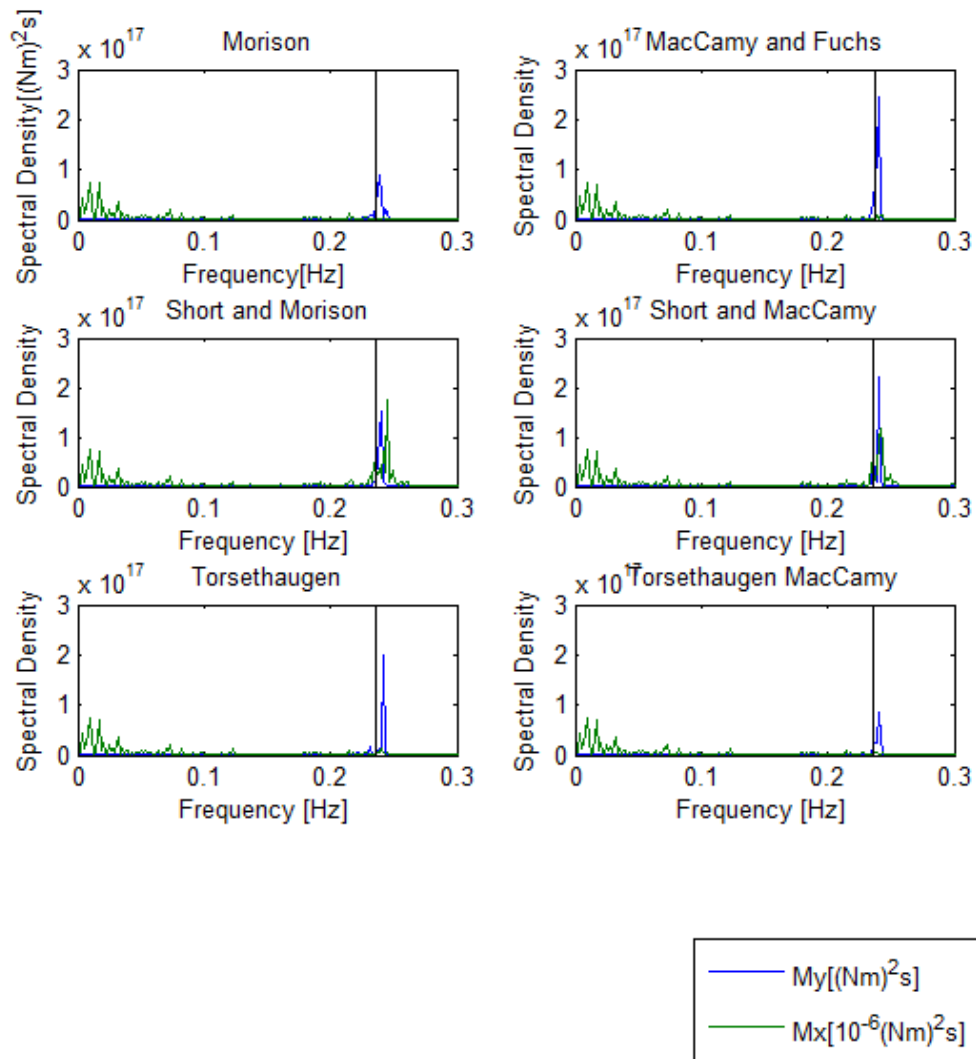 x 10^17 Morison
Spectral Density[(Nm)^2s]
3
2
1
0
0 0.1 0.2 0.3
Frequency[Hz]
x 10^17 MacCamy and Fuchs
Spectral Density
3
2
1
0
0 0.1 0.2 0.3
Frequency [Hz]
x 10^17 Short and Morison
Spectral Density
3
2
1
0
0 0.1 0.2 0.3
Frequency [Hz]
x 10^17 Short and MacCamy
Spectral Density
3
2
1
0
0 0.1 0.2 0.3
Frequency [Hz]
x 10^17 Torsethaugen
Spectral Density
3
2
1
0
0 0.1 0.2 0.3
Frequency [Hz]
x 10^17 Torsethaugen MacCamy
Spectral Density
3
2
1
0
0 0.1 0.2 0.3
Frequency [Hz]
My[(Nm)^2s]
Mx[10^-6(Nm)^2s]